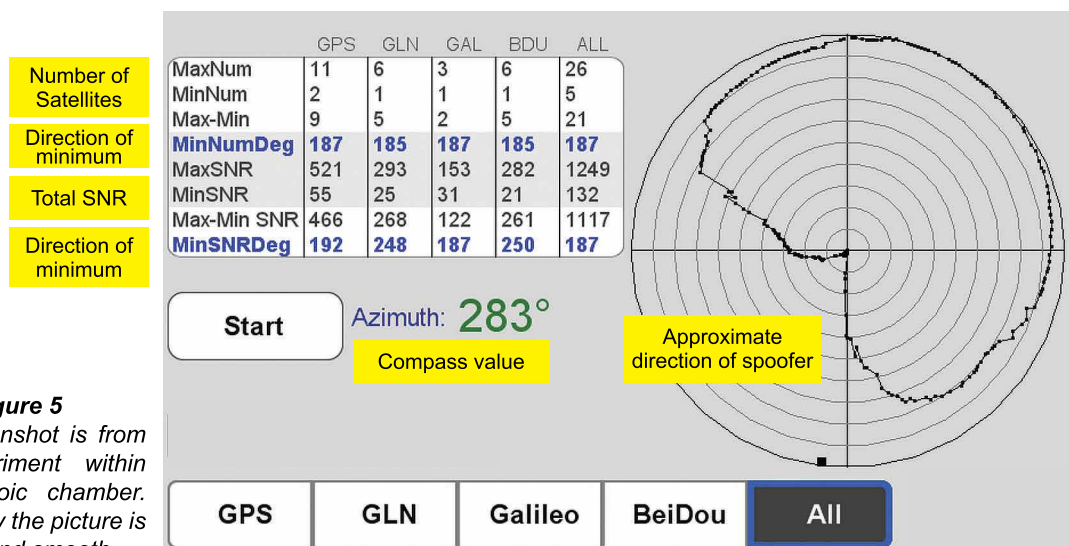 GPS GLN GAL BDU ALL
MaxNum 11 6 3 6 26
MinNum 2 1 1 1 5
Max-Min 9 5 2 5 21
MinNumDeg 187 185 187 185 187
MaxSNR 521 293 153 282 1249
MinSNR 55 25 31 21 132
Max-Min SNR 466 268 122 261 1117
MinSNRDeg 192 248 187 250 187
Number of
Satellites
Direction of
minimum
Total SNR
Direction of
minimum
Start
Azimuth: 283°
Compass value
Approximate
direction of spoofer
gure 5
nshot is from
riment within
oic chamber.
the picture is
GPS GLN Galileo BeiDou All